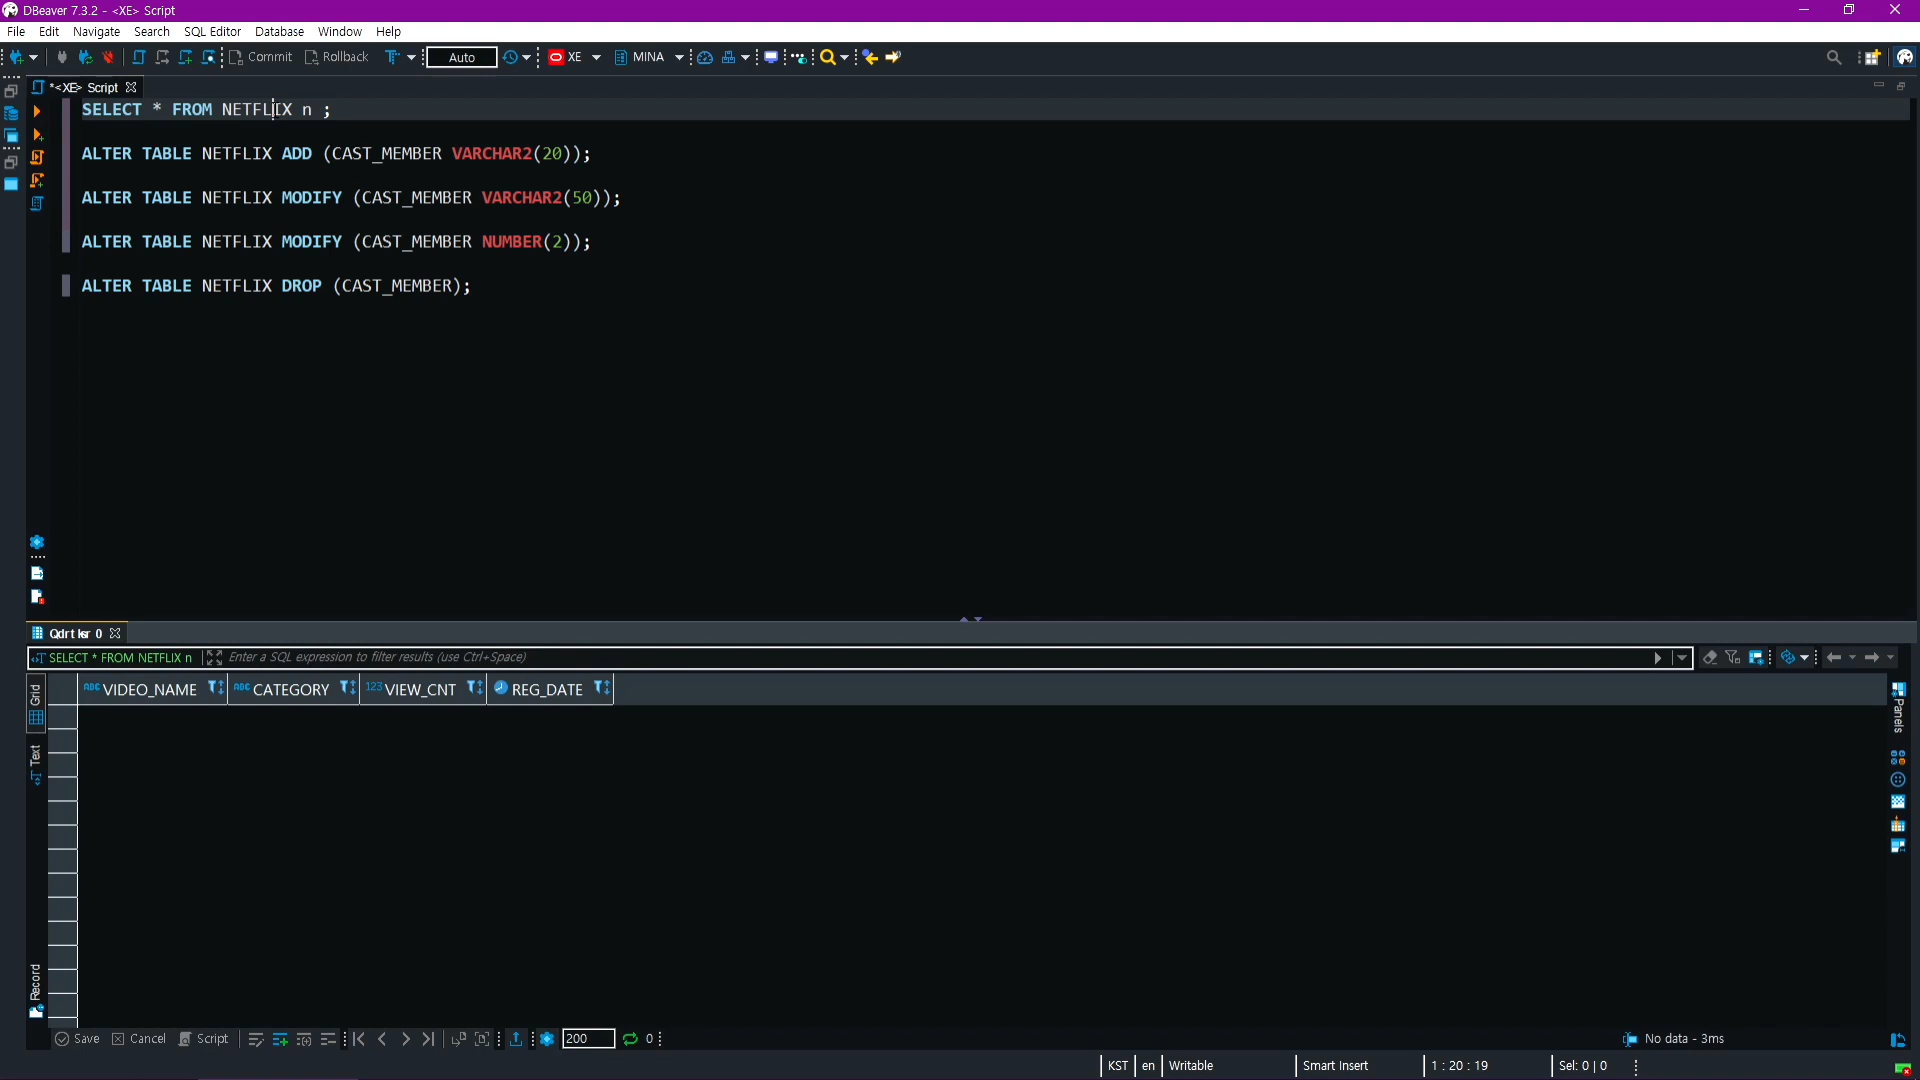 DBeaver 7.3.2 - <XE> Script
File Edit Navigate Search SQL Editor Database Window Help
Commit Rollback Auto XE MINA
*<XE> Script
SELECT * FROM NETFLIX n ;
ALTER TABLE NETFLIX ADD (CAST_MEMBER VARCHAR2(20));
ALTER TABLE NETFLIX MODIFY (CAST_MEMBER VARCHAR2(50));
ALTER TABLE NETFLIX MODIFY (CAST_MEMBER NUMBER(2));
ALTER TABLE NETFLIX DROP (CAST_MEMBER);
SELECT * FROM NETFLIX n Enter a SQL expression to filter results (use Ctrl+Space)
ABC VIDEO_NAME ABC CATEGORY 123 VIEW_CNT REG_DATE
Grid
Text
Record
Panels
Save Cancel Script 200 0 No data - 3ms
KST en Writable Smart Insert 1 : 20 : 19 Sel: 0 | 0